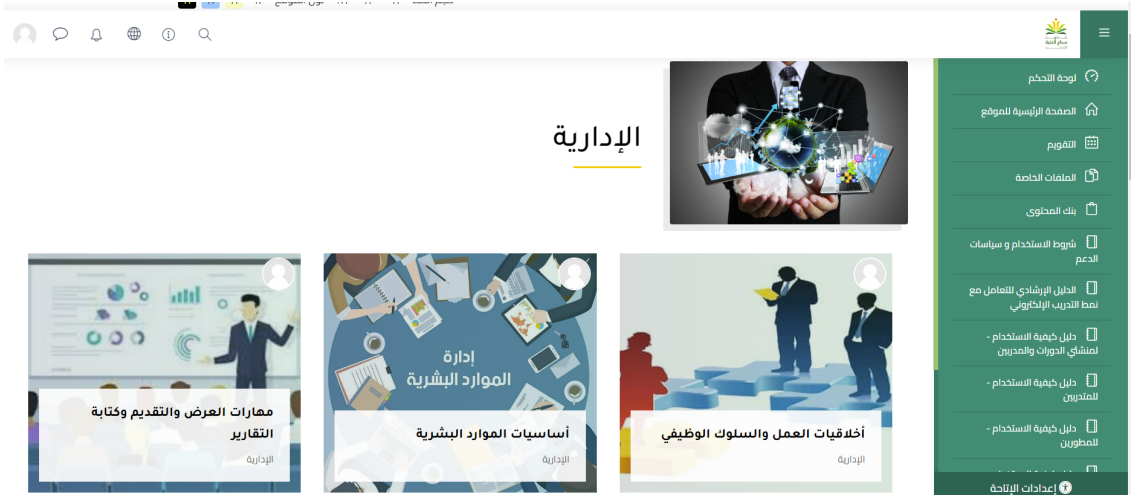 لوحة التحكم
الصفحة الرئيسية للموقع
التقويم
الملفات الخاصة
بنك المحتوى
شروط الاستخدام و سياسات
الدعم
الدليل الإرشادي للتعامل مع
نمط التدريب الإلكتروني
دليل كيفية الاستخدام -
لمنشئي الدورات والمدربين
دليل كيفية الاستخدام -
للمتدربين
دليل كيفية الاستخدام -
للمطورين
إعدادات الإتاحة
الإدارية
أخلاقيات العمل والسلوك الوظيفي
الإدارية
إدارة
الموارد البشرية
أساسيات الموارد البشرية
الإدارية
مهارات العرض والتقديم وكتابة
التقارير
الإدارية